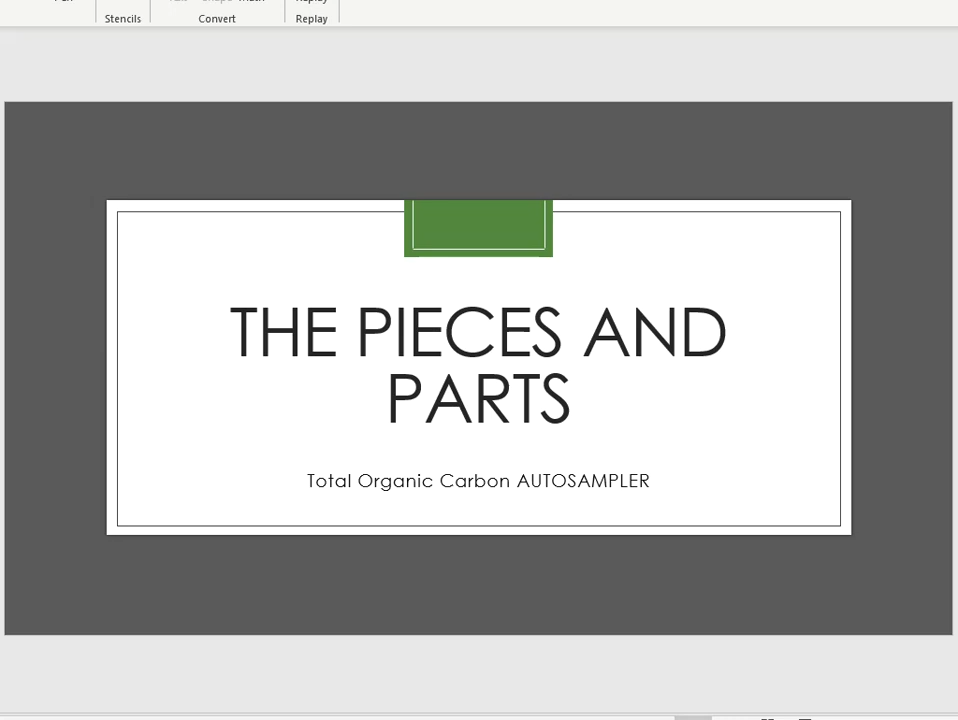 Stencils
Convert
Replay
THE PIECES AND
PARTS
Total Organic Carbon AUTOSAMPLER